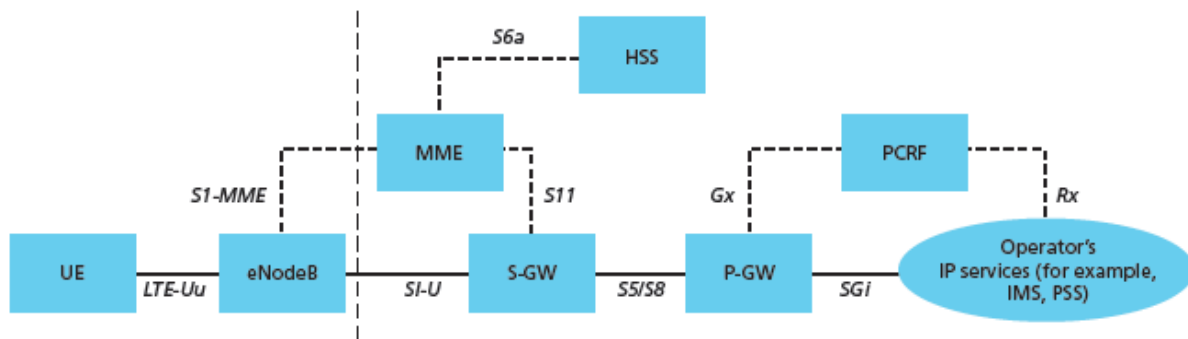 S6a
HSS
MME
PCRF
S1-MME
S11
Gx
Rx
UE
eNodeB
S-GW
P-GW
Operator's
IP services (for example,
IMS, PSS)
LTE-Uu
SI-U
S5/S8
SGi